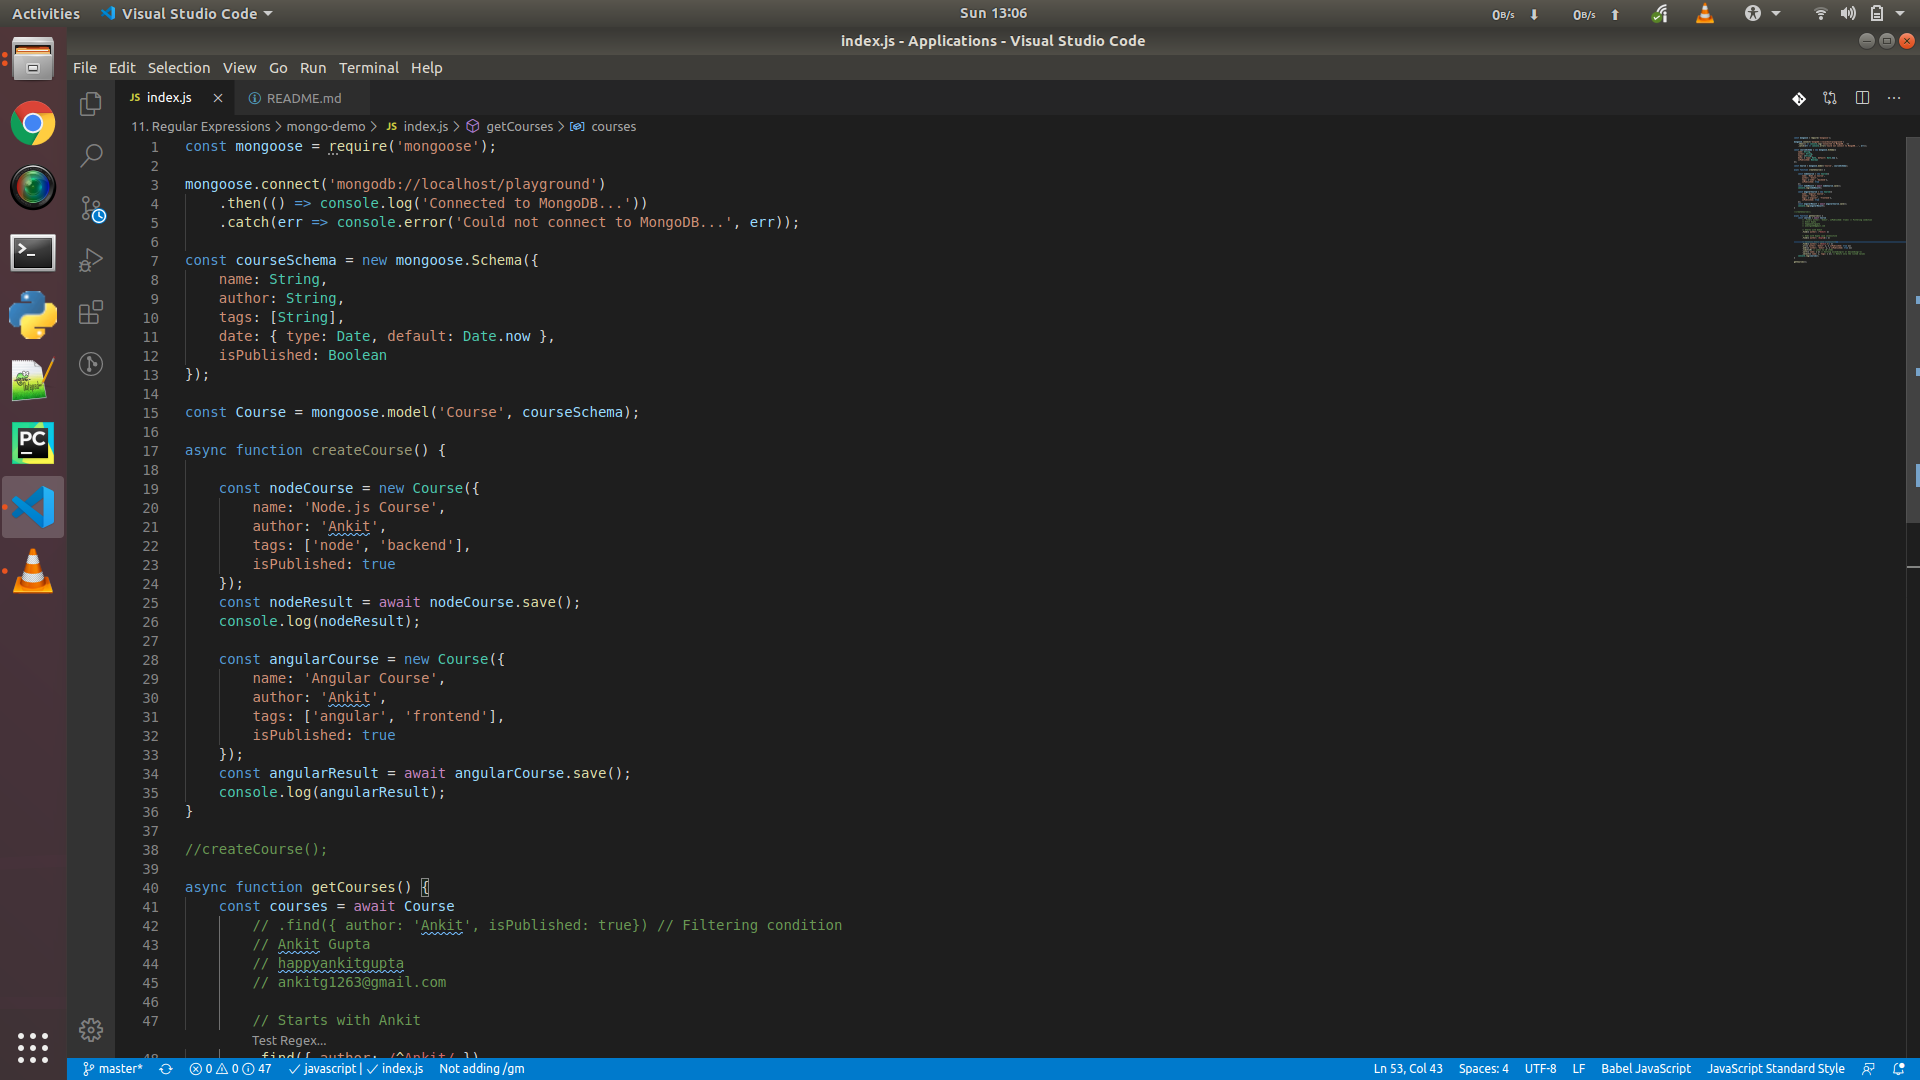 Activities Visual Studio Code Sun 13:06 0B/s 0B/s
index.js - Applications - Visual Studio Code
File Edit Selection View Go Run Terminal Help
JS index.js README.md
11. Regular Expressions > mongo-demo > JS index.js > getCourses > courses
1 const mongoose = require('mongoose');
2
3 mongoose.connect('mongodb://localhost/playground')
4 .then(() => console.log('Connected to MongoDB...'))
5 .catch(err => console.error('Could not connect to MongoDB...', err));
6
7 const courseSchema = new mongoose.Schema({
8 name: String,
9 author: String,
10 tags: [String],
11 date: { type: Date, default: Date.now },
12 isPublished: Boolean
13 });
14
15 const Course = mongoose.model('Course', courseSchema);
16
17 async function createCourse() {
18
19 const nodeCourse = new Course({
20 name: 'Node.js Course',
21 author: 'Ankit',
22 tags: ['node', 'backend'],
23 isPublished: true
24 });
25 const nodeResult = await nodeCourse.save();
26 console.log(nodeResult);
27
28 const angularCourse = new Course({
29 name: 'Angular Course',
30 author: 'Ankit',
31 tags: ['angular', 'frontend'],
32 isPublished: true
33 });
34 const angularResult = await angularCourse.save();
35 console.log(angularResult);
36 }
37
38 //createCourse();
39
40 async function getCourses() {
41 const courses = await Course
42 // .find({ author: 'Ankit', isPublished: true}) // Filtering condition
43 // Ankit Gupta
44 // happyankitgupta
45 // ankitg1263@gmail.com
46
47 // Starts with Ankit
Test Regex...
48 .find({ author: /^Ankit/ })
master* 0 0 47 javascript | index.js Not adding /gm Ln 53, Col 43 Spaces: 4 UTF-8 LF Babel JavaScript JavaScript Standard Style
PC